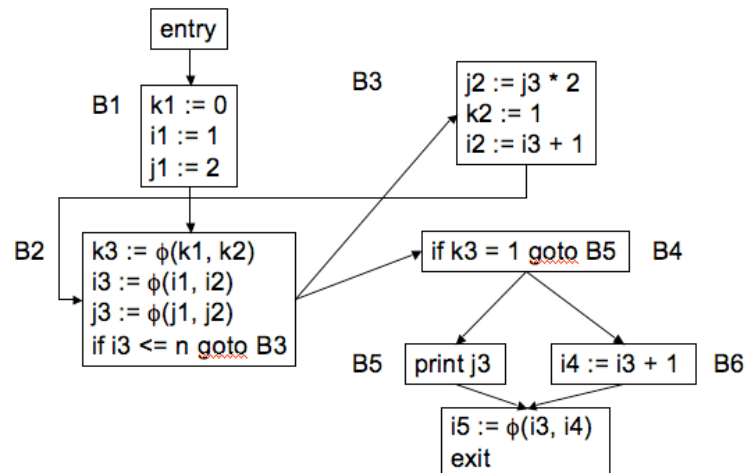 entry
B1
k1 := 0
i1 := 1
j1 := 2
B3
j2 := j3 * 2
k2 := 1
i2 := i3 + 1
B2
k3 := ϕ(k1, k2)
i3 := ϕ(i1, i2)
j3 := ϕ(j1, j2)
if i3 <= n goto B3
if k3 = 1 goto B5
B4
B5
print j3
i4 := i3 + 1
B6
i5 := ϕ(i3, i4)
exit